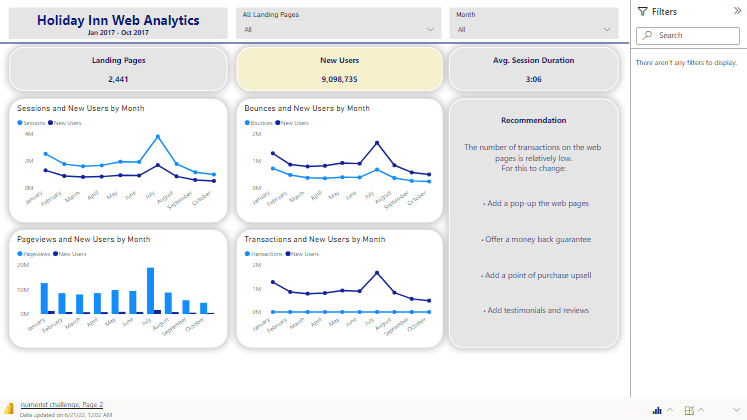 Holiday Inn Web Analytics
Jan 2017 - Oct 2017
All Landing Pages
All
Month
All
Filters
Search
There aren't any filters to display.
Landing Pages
2,441
New Users
9,098,735
Avg. Session Duration
3:06
Sessions and New Users by Month
Sessions New Users
4M
2M
0M
January February March April May June July August September October
Bounces and New Users by Month
Bounces New Users
2M
1M
0M
January February March April May June July August September October
Recommendation
The number of transactions on the web
pages is relatively low.
For this to change:
• Add a pop-up the web pages
• Offer a money back guarantee
• Add a point of purchase upsell
• Add testimonials and reviews
Pageviews and New Users by Month
Pageviews New Users
20M
10M
0M
January February March April May June July August September October
Transactions and New Users by Month
Transactions New Users
2M
1M
0M
January February March April May June July August September October
numerist challenge, Page 2
Data updated on 6/21/22, 12:02 AM